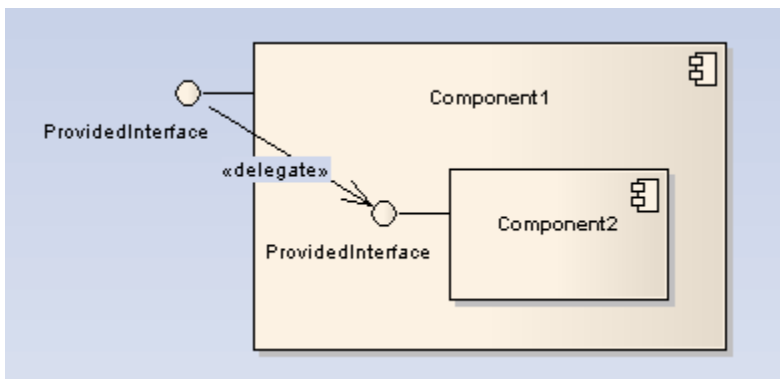 Component1
ProvidedInterface
«delegate»
Component2
ProvidedInterface